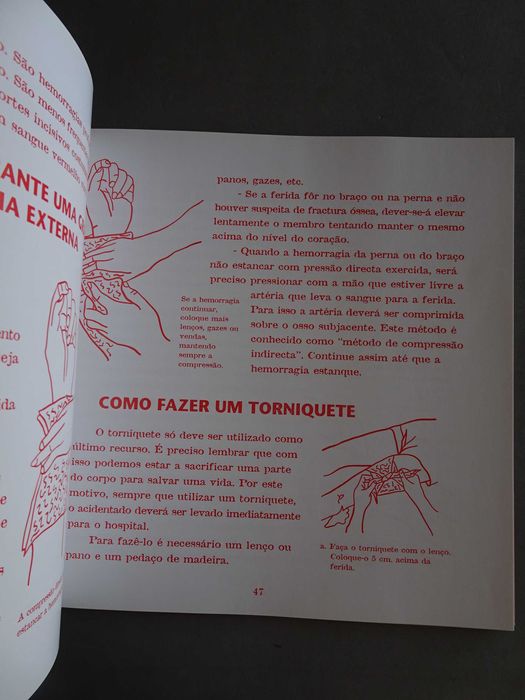 São hemorragias
São menos
cortes incisivos
sangue vermelho
ANTE UMA
EXTERNA
panos, gazes, etc.
- Se a ferida fôr no braço ou na perna e não
houver suspeita de fractura óssea, dever-se-á elevar
lentamente o membro tentando manter o mesmo
acima do nível do coração.
- Quando a hemorragia da perna ou do braço
não estancar com pressão directa exercida, será
preciso pressionar com a mão que estiver livre a
artéria que leva o sangue para a ferida.
Para isso a artéria deverá ser comprimida
sobre o osso subjacente. Este método é
conhecido como "método de compressão
indirecta". Continue assim até que a
hemorragia estanque.
Se a hemorragia
continuar,
coloque mais
lenços, gazes ou
vendas,
mantendo
sempre a
compressão.
COMO FAZER UM TORNIQUETE
O torniquete só deve ser utilizado como
último recurso. É preciso lembrar que com
isso podemos estar a sacrificar uma parte
do corpo para salvar uma vida. Por este
motivo, sempre que utilizar um torniquete,
o acidentado deverá ser levado imediatamente
para o hospital.
Para fazê-lo é necessário um lenço ou
pano e um pedaço de madeira.
a. Faça o torniquete com o lenço.
Coloque-o 5 cm. acima da
ferida.
A compressão
estancar a
47